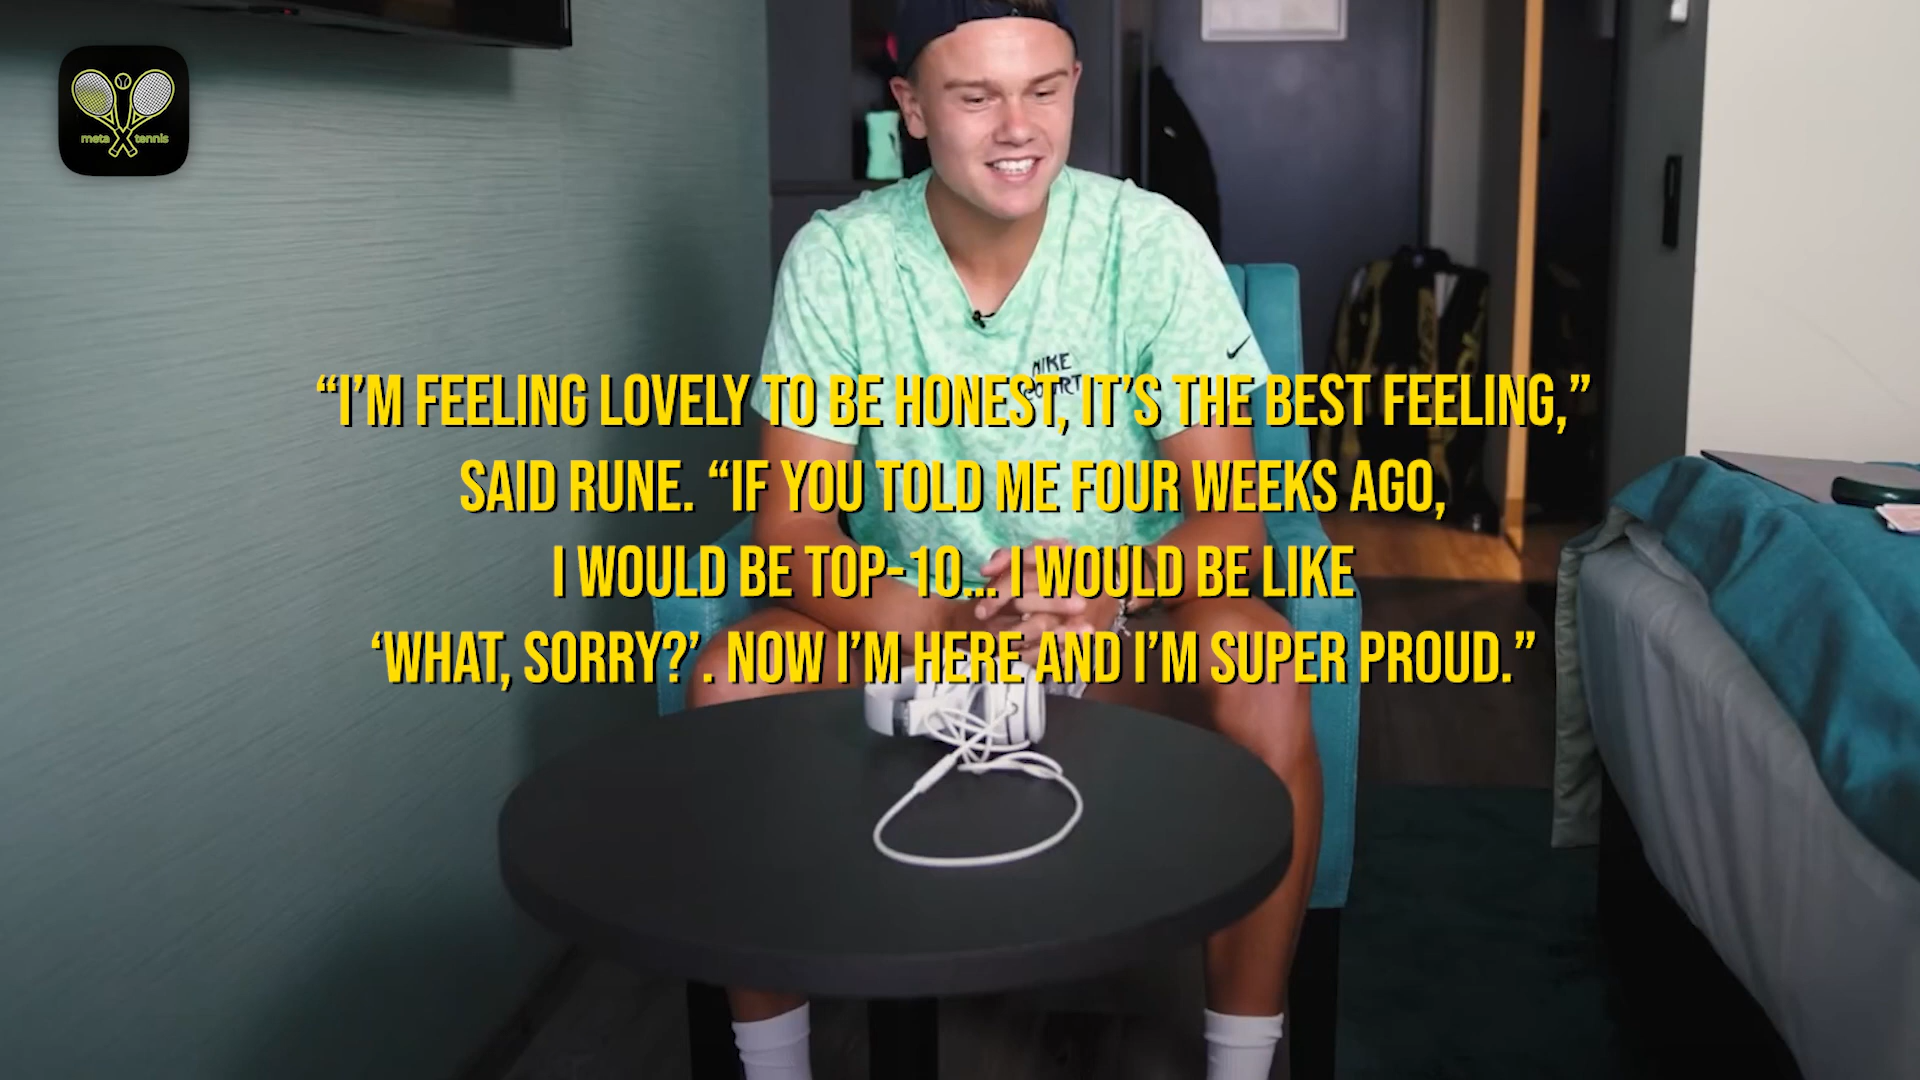 meta tennis
NIKE
COURT
“I’M FEELING LOVELY TO BE HONEST, IT’S THE BEST FEELING,”
SAID RUNE. “IF YOU TOLD ME FOUR WEEKS AGO,
I WOULD BE TOP-10... I WOULD BE LIKE
‘WHAT, SORRY?’. NOW I’M HERE AND I’M SUPER PROUD.”